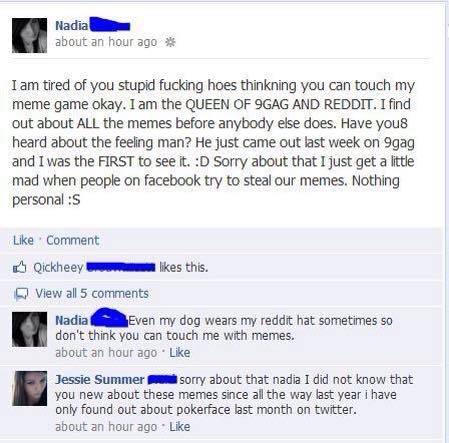 Nadia
about an hour ago
I am tired of you stupid fucking hoes thinkning you can touch my
meme game okay. I am the QUEEN OF 9GAG AND REDDIT. I find
out about ALL the memes before anybody else does. Have you8
heard about the feeling man? He just came out last week on 9gag
and I was the FIRST to see it. :D Sorry about that I just get a little
mad when people on facebook try to steal our memes. Nothing
personal :S
Like · Comment
Qickheey likes this.
View all 5 comments
Nadia Even my dog wears my reddit hat sometimes so
don't think you can touch me with memes.
about an hour ago · Like
Jessie Summer sorry about that nadia I did not know that
you new about these memes since all the way last year i have
only found out about pokerface last month on twitter.
about an hour ago · Like